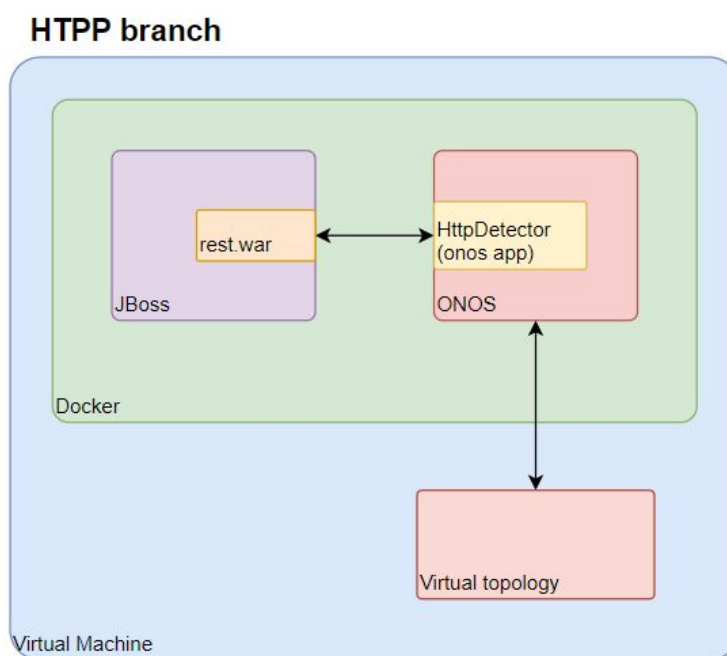 HTPP branch
rest.war
HttpDetector
(onos app)
JBoss
ONOS
Docker
Virtual topology
Virtual Machine